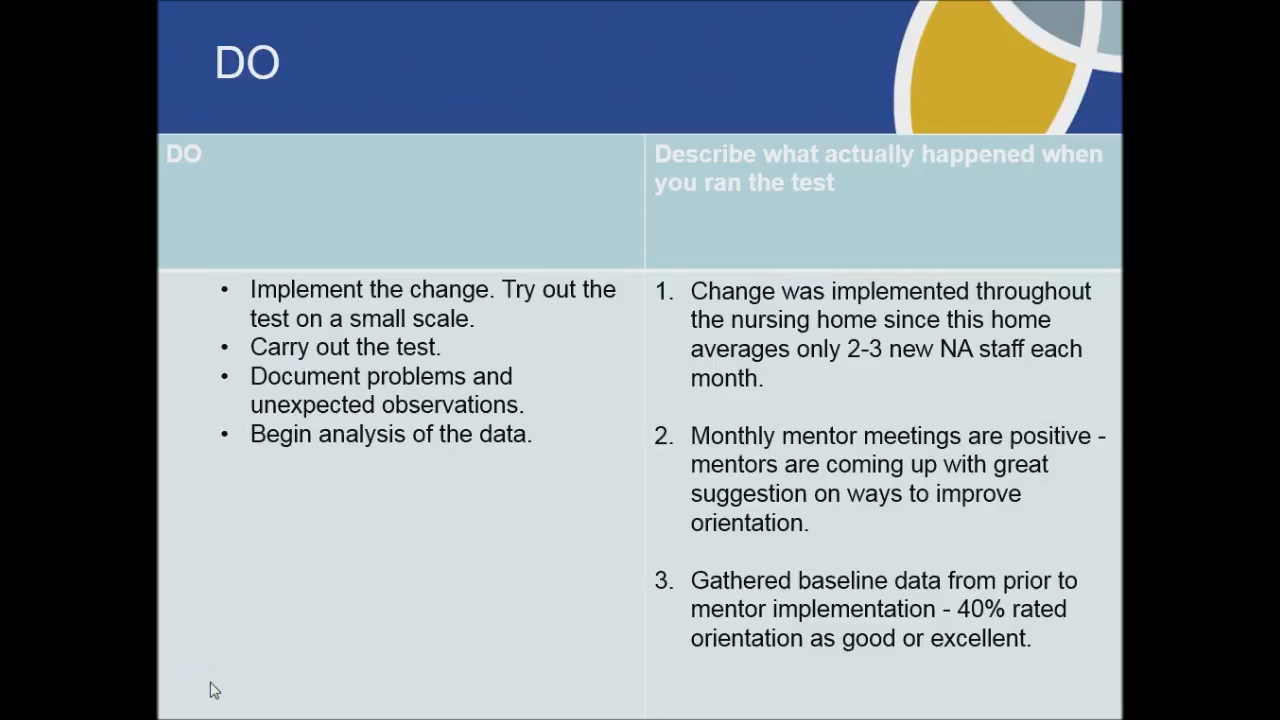 DO
DO
Describe what actually happened when
you ran the test
• Implement the change. Try out the
test on a small scale.
• Carry out the test.
• Document problems and
unexpected observations.
• Begin analysis of the data.
1. Change was implemented throughout
the nursing home since this home
averages only 2-3 new NA staff each
month.
2. Monthly mentor meetings are positive -
mentors are coming up with great
suggestion on ways to improve
orientation.
3. Gathered baseline data from prior to
mentor implementation - 40% rated
orientation as good or excellent.